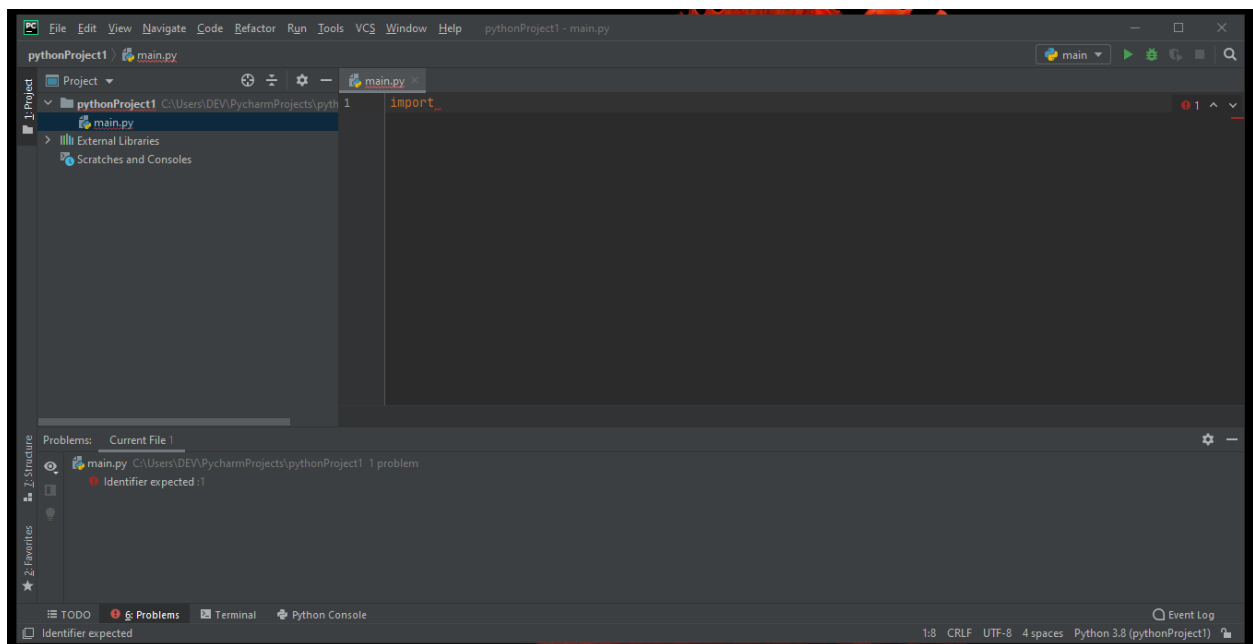 PC File Edit View Navigate Code Refactor Run Tools VCS Window Help pythonProject1 - main.py
pythonProject1 main.py main
1: Project
Project main.py
pythonProject1 C:\Users\DEV\PycharmProjects\pyth 1 import 1
main.py
External Libraries
Scratches and Consoles
7: Structure
2: Favorites
Problems: Current File 1
main.py C:\Users\DEV\PycharmProjects\pythonProject1 1 problem
Identifier expected :1
TODO 6: Problems Terminal Python Console Event Log
Identifier expected 1:8 CRLF UTF-8 4 spaces Python 3.8 (pythonProject1)